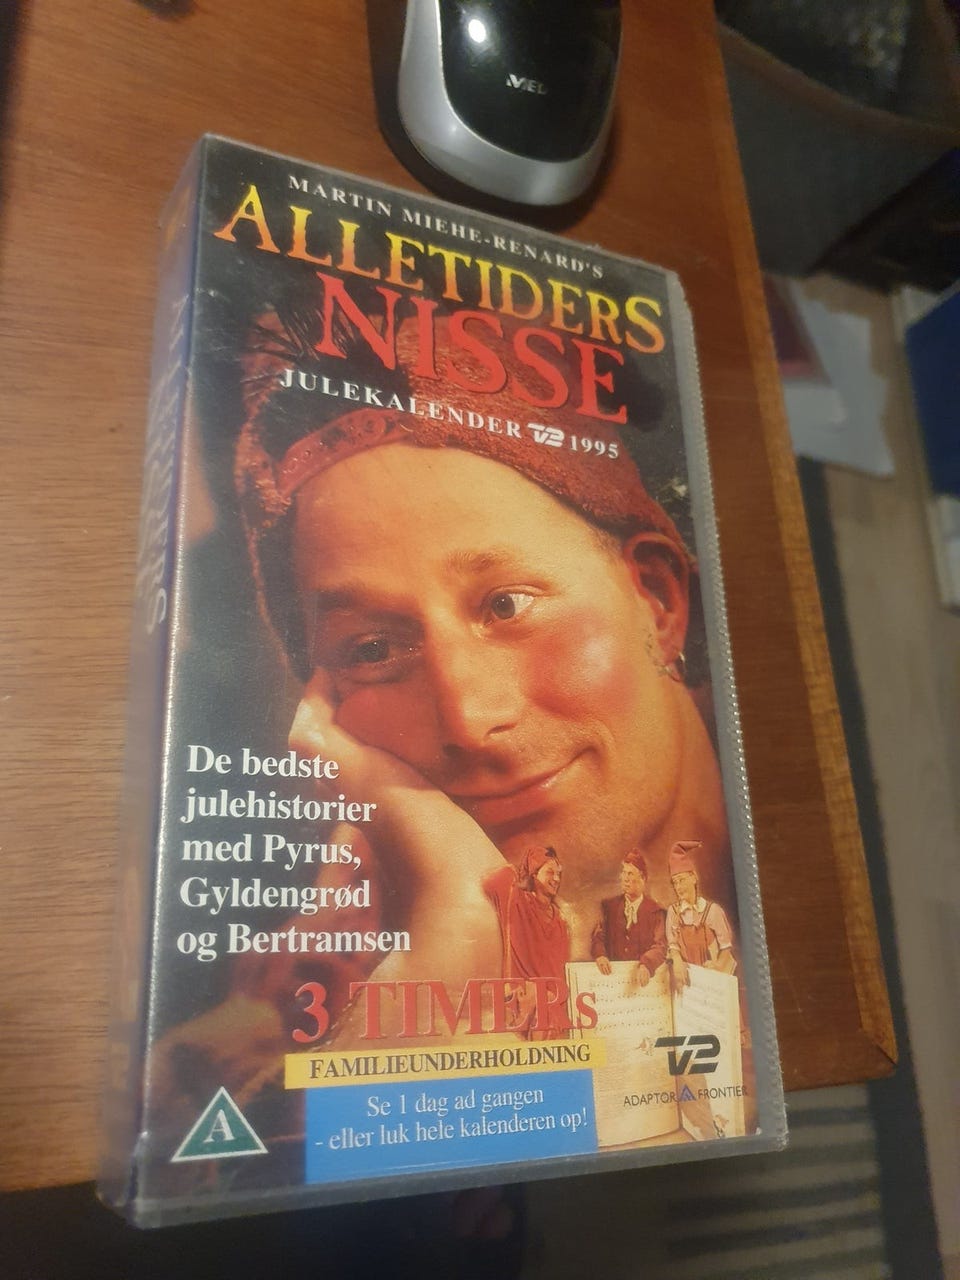 MARTIN MIEHE-RENARD'S
ALLETIDERS
NISSE
JULEKALENDER TV2 1995
De bedste
julehistorier
med Pyrus,
Gyldengrød
og Bertramsen
3 TIMERs
FAMILIEUNDERHOLDNING
Se 1 dag ad gangen
- eller luk hele kalenderen op!
A
TV2
ADAPTOR FRONTIER